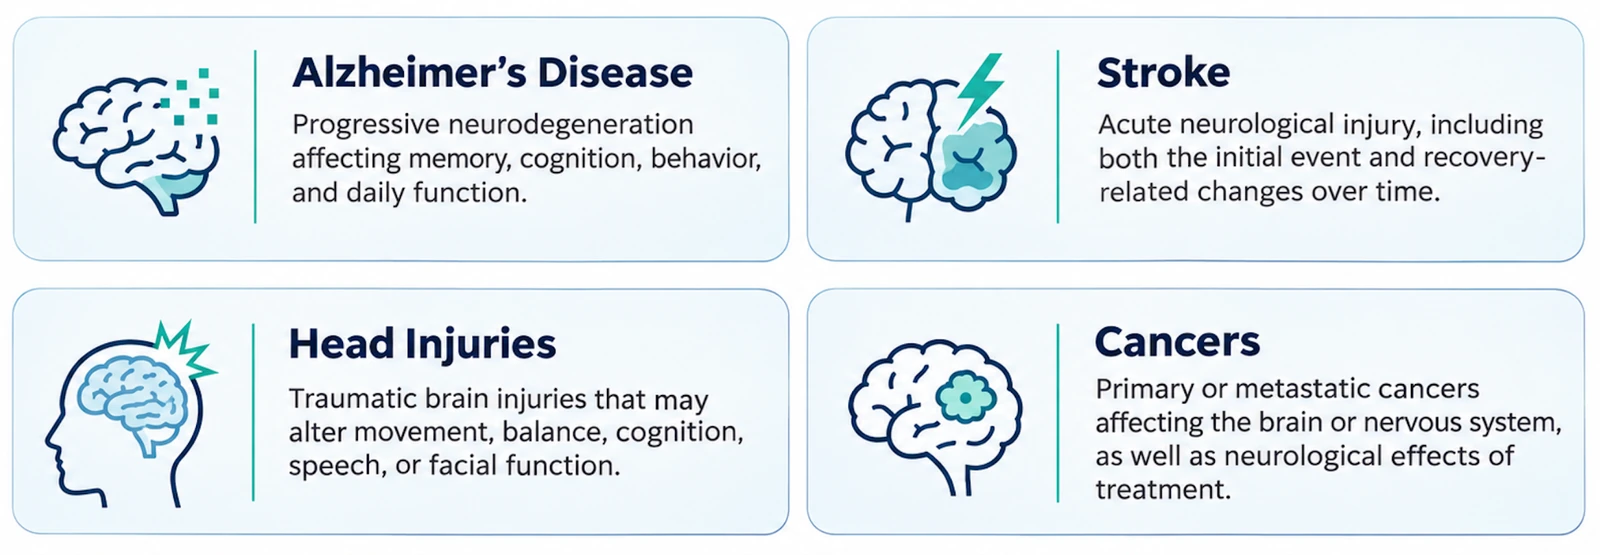 Alzheimer’s Disease
Progressive neurodegeneration
affecting memory, cognition, behavior,
and daily function.
Stroke
Acute neurological injury, including
both the initial event and recovery-
related changes over time.
Head Injuries
Traumatic brain injuries that may
alter movement, balance, cognition,
speech, or facial function.
Cancers
Primary or metastatic cancers
affecting the brain or nervous system,
as well as neurological effects of
treatment.